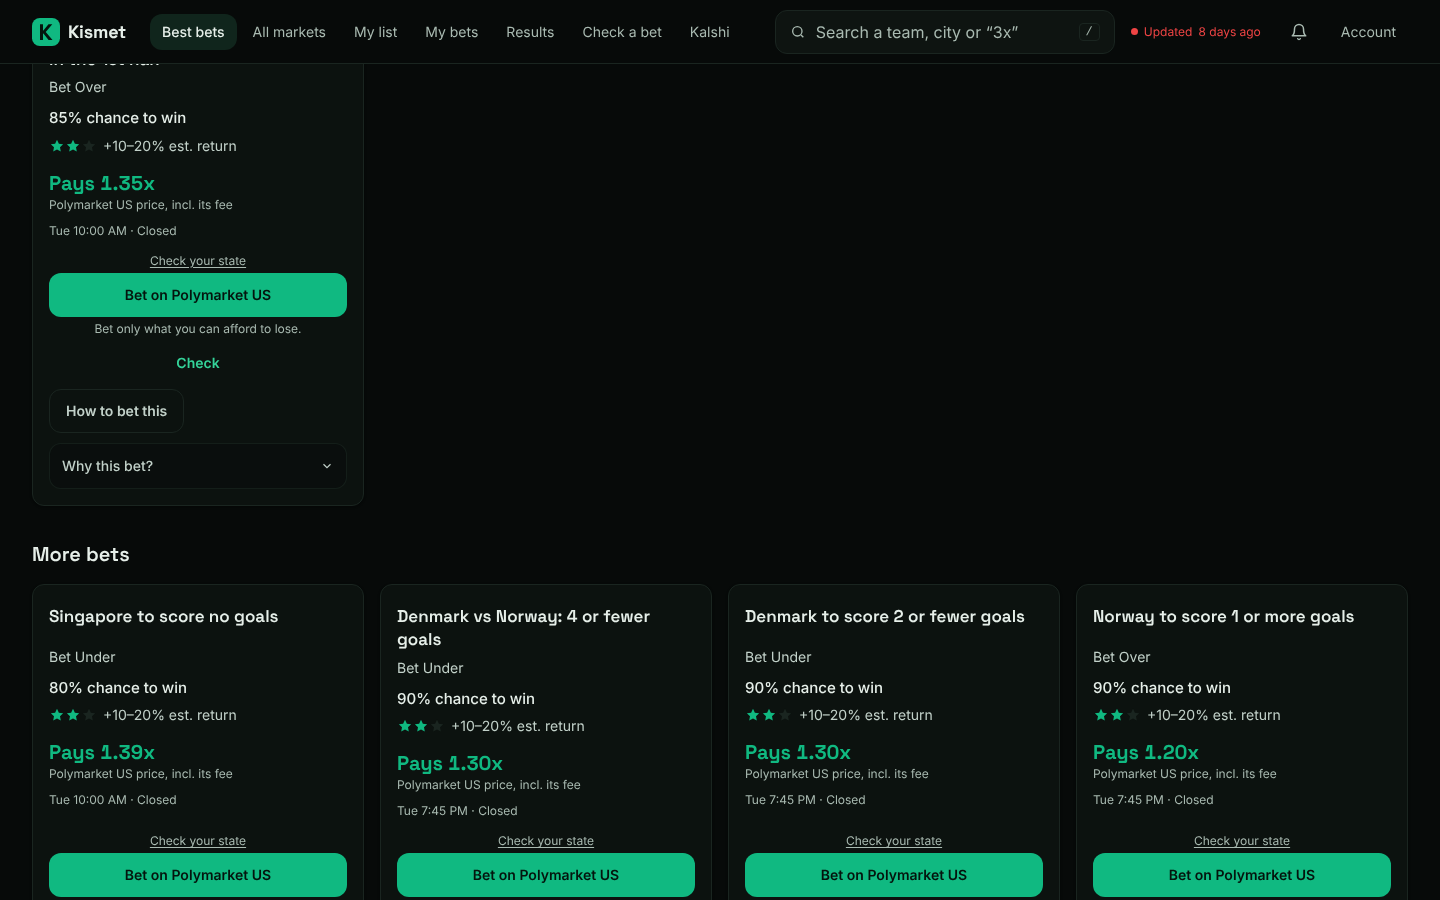 Kismet
Best bets
All markets
My list
My bets
Results
Check a bet
Kalshi
Search a team, city or “3x”
/
Updated 8 days ago
Account
Bet Over
85% chance to win
+10–20% est. return
Pays 1.35x
Polymarket US price, incl. its fee
Tue 10:00 AM · Closed
Check your state
Bet on Polymarket US
Bet only what you can afford to lose.
Check
How to bet this
Why this bet?
More bets
Singapore to score no goals
Bet Under
80% chance to win
+10–20% est. return
Pays 1.39x
Polymarket US price, incl. its fee
Tue 10:00 AM · Closed
Check your state
Bet on Polymarket US
Denmark vs Norway: 4 or fewer
goals
Bet Under
90% chance to win
+10–20% est. return
Pays 1.30x
Polymarket US price, incl. its fee
Tue 7:45 PM · Closed
Check your state
Bet on Polymarket US
Denmark to score 2 or fewer goals
Bet Under
90% chance to win
+10–20% est. return
Pays 1.30x
Polymarket US price, incl. its fee
Tue 7:45 PM · Closed
Check your state
Bet on Polymarket US
Norway to score 1 or more goals
Bet Over
90% chance to win
+10–20% est. return
Pays 1.20x
Polymarket US price, incl. its fee
Tue 7:45 PM · Closed
Check your state
Bet on Polymarket US